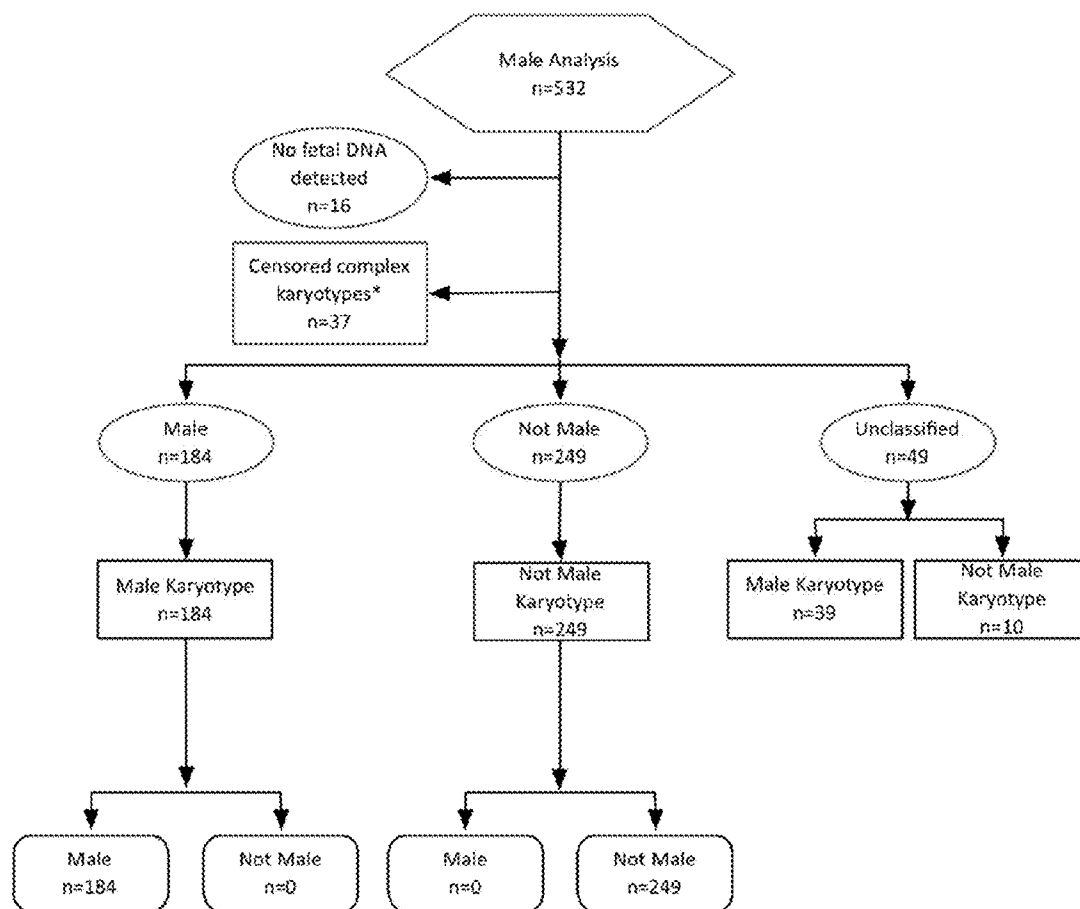 Male Analysis
n=532
No fetal DNA
detected
n=16
Censored complex
karyotypes*
n=37
Male
n=184
Not Male
n=249
Unclassified
n=49
Male Karyotype
n=184
Not Male
Karyotype
n=249
Male Karyotype
n=39
Not Male
Karyotype
n=10
Male
n=184
Not Male
n=0
Male
n=0
Not Male
n=249